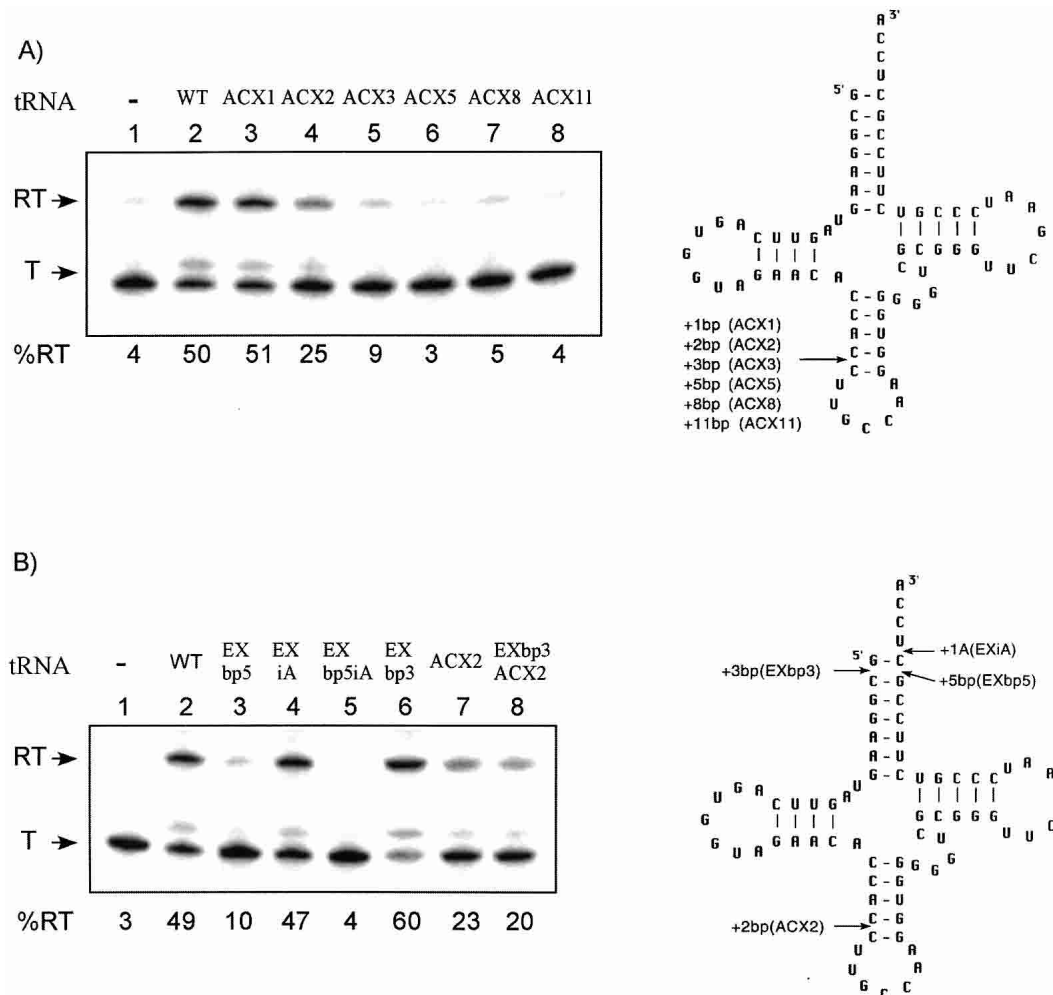 A)
tRNA - WT ACX1 ACX2 ACX3 ACX5 ACX8 ACX11
1 2 3 4 5 6 7 8
RT
T
%RT 4 50 51 25 9 3 5 4
3'
A
C
C
U
5' G - C
C - G
G - C
G - C
A - U
A - U
G - C
U
A
A G U C
G U U C
G G U G U A
A C A A G
A
U G C C C U A A G C U U G G G C G
C U G G G G
C - G
C - G
A - U
C - G
C - G
U A
U A
G C C
+1bp (ACX1)
+2bp (ACX2)
+3bp (ACX3)
+5bp (ACX5)
+8bp (ACX8)
+11bp (ACX11)
B)
tRNA - WT EX bp5 EX iA EX bp5iA EX bp3 ACX2 EXbp3 ACX2
1 2 3 4 5 6 7 8
RT
T
%RT 3 49 10 47 4 60 23 20
3'
A
C
C
U
+1A(EXiA)
5'
+3bp(EXbp3)
+5bp(EXbp5)
+2bp(ACX2)